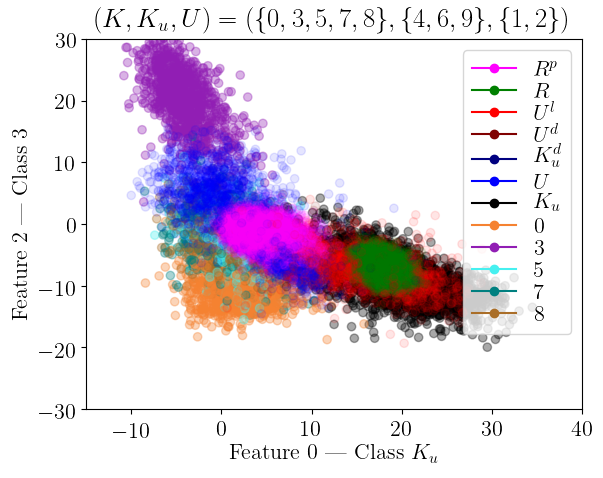 (K, K_u, U) = ({0, 3, 5, 7, 8}, {4, 6, 9}, {1, 2})
30
20
10
0
−10
−20
−30
Feature 2 — Class 3
−10
0
10
20
30
40
Feature 0 — Class K_u
R^p
R
U^l
U^d
K_u^d
U
K_u
0
3
5
7
8